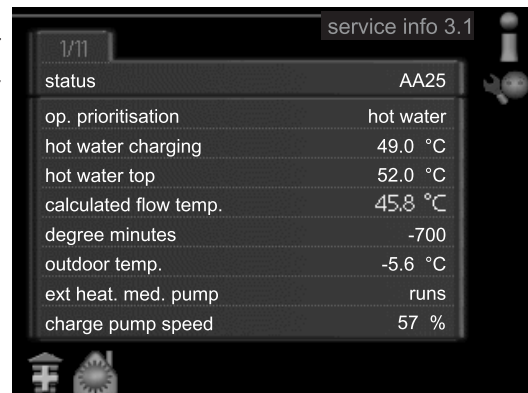 service info 3.1
1/11
status AA25
op. prioritisation hot water
hot water charging 49.0 °C
hot water top 52.0 °C
calculated flow temp. 45.8 °C
degree minutes -700
outdoor temp. -5.6 °C
ext heat. med. pump runs
charge pump speed 57 %